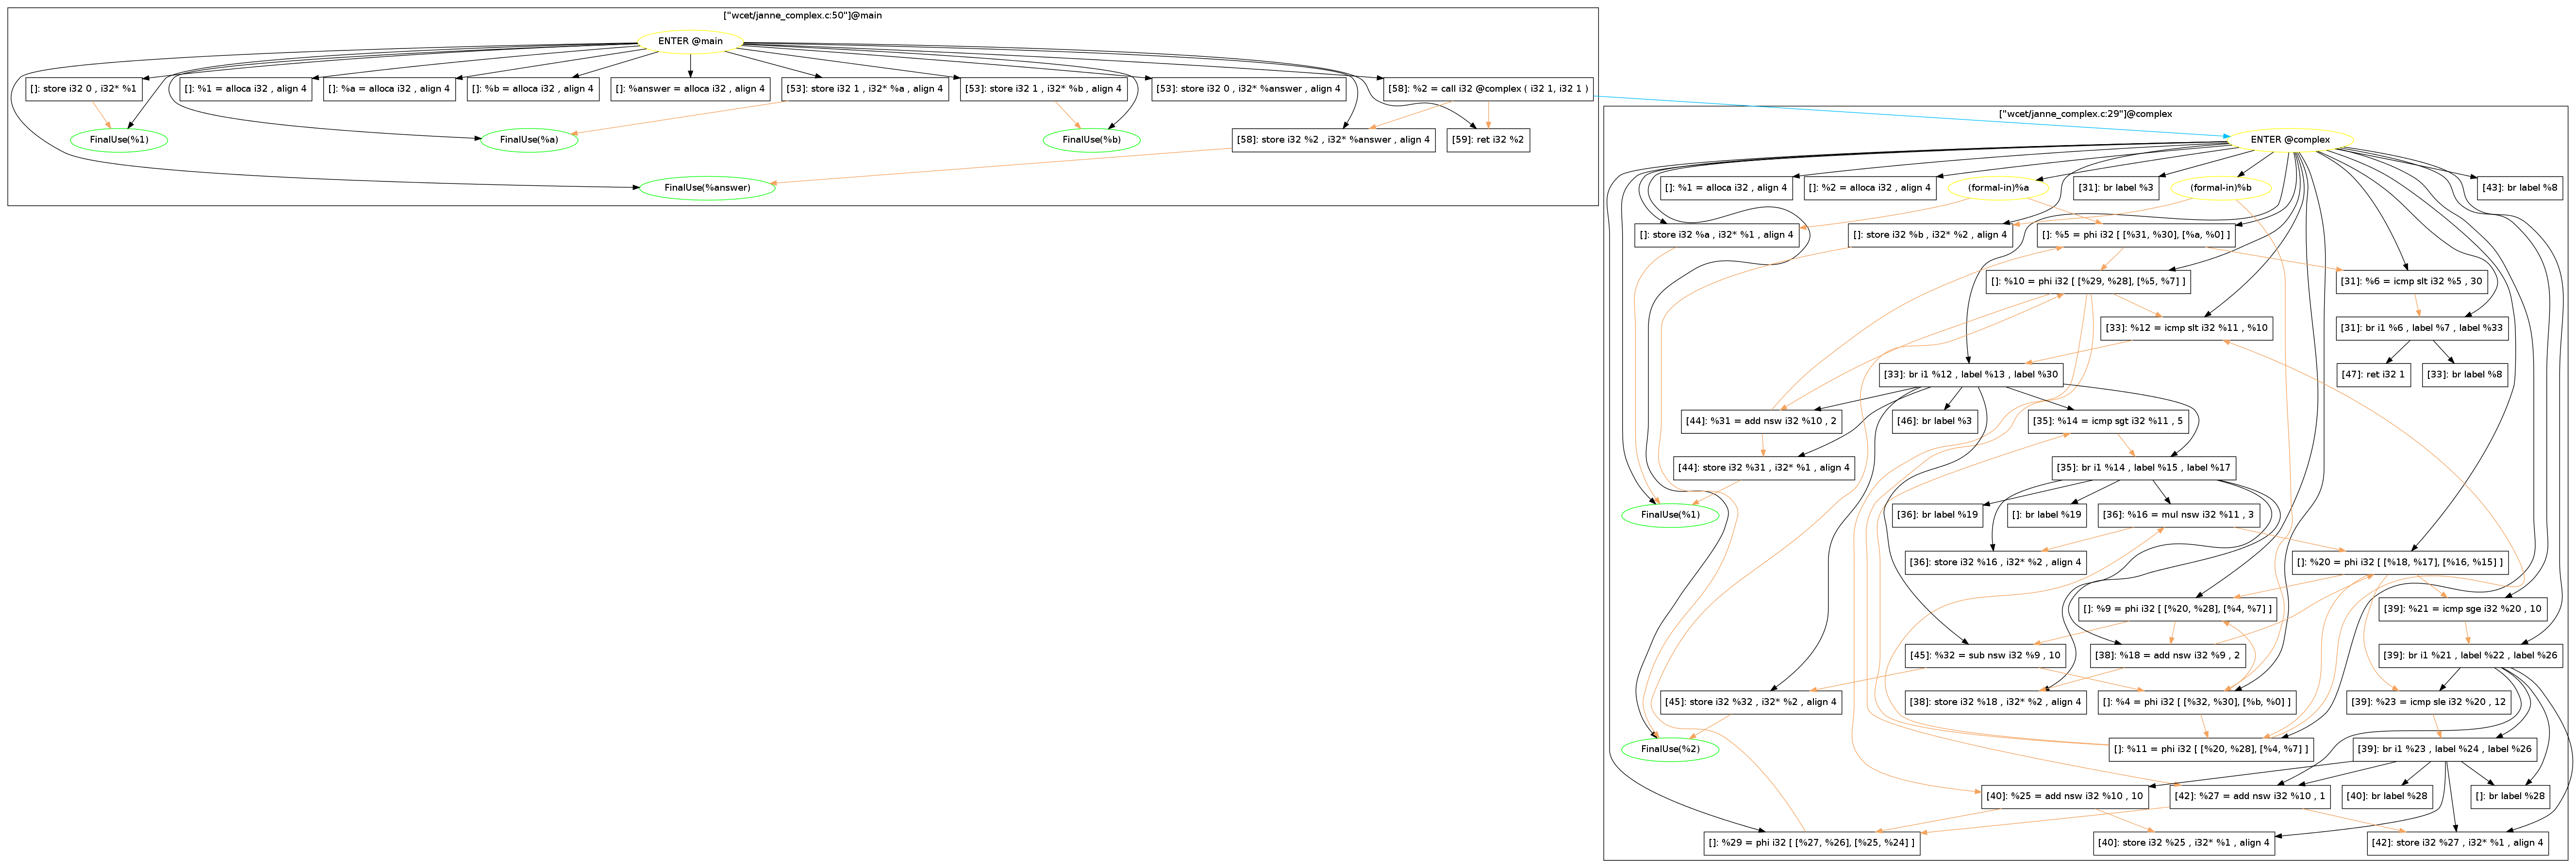 ["wcet/janne_complex.c:50"]@main
ENTER @main
[]: store i32 0 , i32* %1
[]: %1 = alloca i32 , align 4
[]: %a = alloca i32 , align 4
[]: %b = alloca i32 , align 4
[]: %answer = alloca i32 , align 4
[53]: store i32 1 , i32* %a , align 4
[53]: store i32 1 , i32* %b , align 4
[53]: store i32 0 , i32* %answer , align 4
[58]: %2 = call i32 @complex ( i32 1, i32 1 )
FinalUse(%1)
FinalUse(%a)
FinalUse(%b)
[58]: store i32 %2 , i32* %answer , align 4
[59]: ret i32 %2
FinalUse(%answer)
["wcet/janne_complex.c:29"]@complex
ENTER @complex
[]: %1 = alloca i32 , align 4
[]: %2 = alloca i32 , align 4
(formal-in)%a
[31]: br label %3
(formal-in)%b
[43]: br label %8
[]: store i32 %a , i32* %1 , align 4
[]: store i32 %b , i32* %2 , align 4
[]: %5 = phi i32 [ [%31, %30], [%a, %0] ]
[]: %10 = phi i32 [ [%29, %28], [%5, %7] ]
[31]: %6 = icmp slt i32 %5 , 30
[33]: %12 = icmp slt i32 %11 , %10
[31]: br i1 %6 , label %7 , label %33
[33]: br i1 %12 , label %13 , label %30
[47]: ret i32 1
[33]: br label %8
[44]: %31 = add nsw i32 %10 , 2
[46]: br label %3
[35]: %14 = icmp sgt i32 %11 , 5
[44]: store i32 %31 , i32* %1 , align 4
[35]: br i1 %14 , label %15 , label %17
FinalUse(%1)
[36]: br label %19
[]: br label %19
[36]: %16 = mul nsw i32 %11 , 3
[36]: store i32 %16 , i32* %2 , align 4
[]: %20 = phi i32 [ [%18, %17], [%16, %15] ]
[]: %9 = phi i32 [ [%20, %28], [%4, %7] ]
[39]: %21 = icmp sge i32 %20 , 10
[45]: %32 = sub nsw i32 %9 , 10
[38]: %18 = add nsw i32 %9 , 2
[39]: br i1 %21 , label %22 , label %26
[45]: store i32 %32 , i32* %2 , align 4
[38]: store i32 %18 , i32* %2 , align 4
[]: %4 = phi i32 [ [%32, %30], [%b, %0] ]
[39]: %23 = icmp sle i32 %20 , 12
FinalUse(%2)
[]: %11 = phi i32 [ [%20, %28], [%4, %7] ]
[39]: br i1 %23 , label %24 , label %26
[40]: %25 = add nsw i32 %10 , 10
[42]: %27 = add nsw i32 %10 , 1
[40]: br label %28
[]: br label %28
[]: %29 = phi i32 [ [%27, %26], [%25, %24] ]
[40]: store i32 %25 , i32* %1 , align 4
[42]: store i32 %27 , i32* %1 , align 4